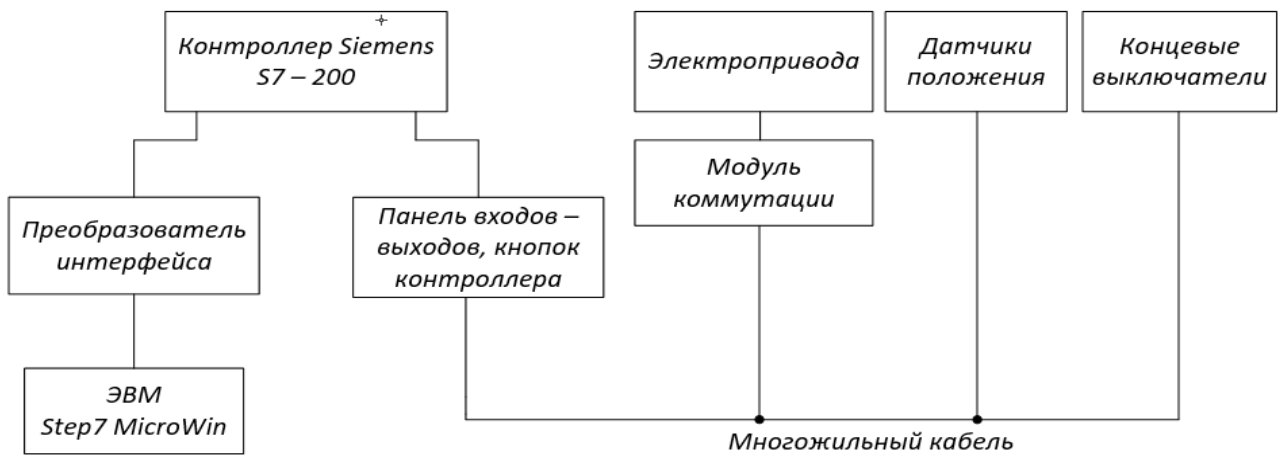 Контроллер Siemens
S7 – 200
Электропривода
Датчики
положения
Концевые
выключатели
Модуль
коммутации
Преобразователь
интерфейса
Панель входов –
выходов, кнопок
контроллера
ЭВМ
Step7 MicroWin
Многожильный кабель